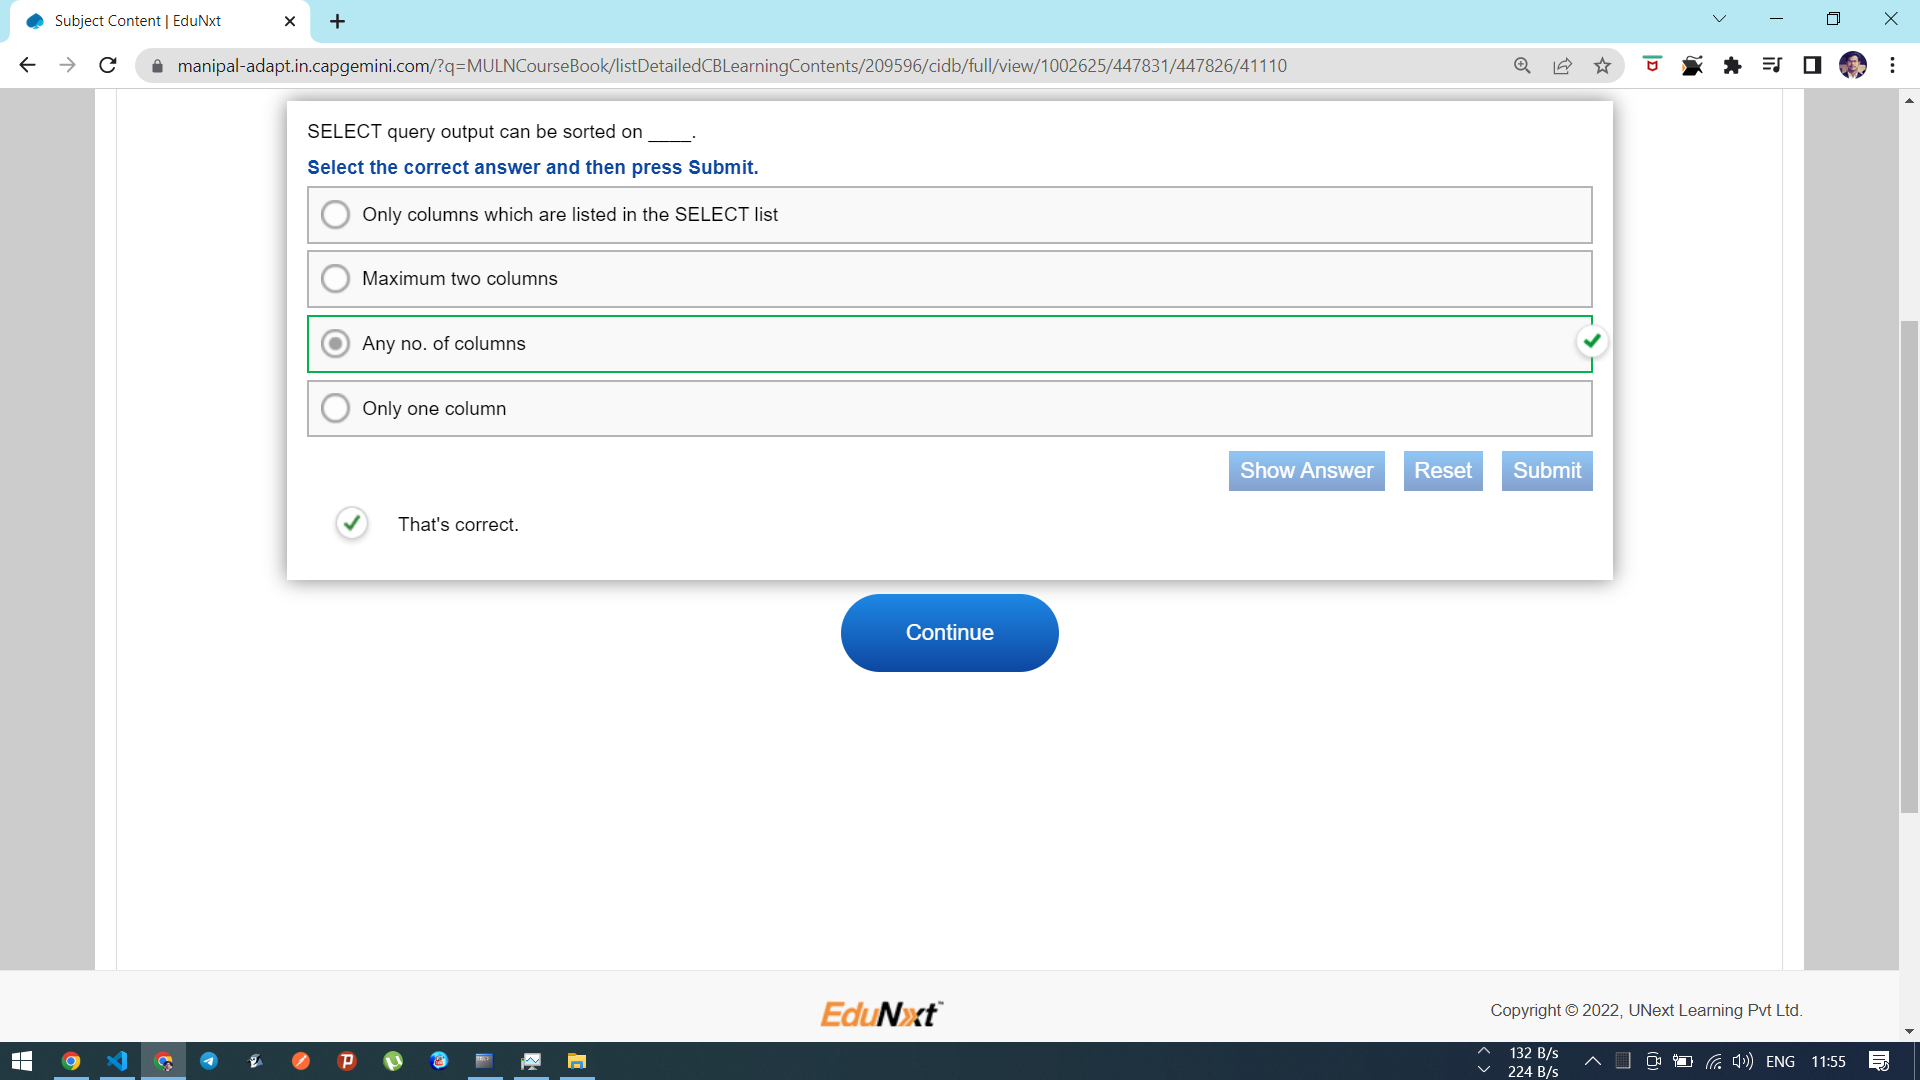 Subject Content | EduNxt
manipal-adapt.in.capgemini.com/?q=MULNCourseBook/listDetailedCBLearningContents/209596/cidb/full/view/1002625/447831/447826/41110
SELECT query output can be sorted on ____.
Select the correct answer and then press Submit.
Only columns which are listed in the SELECT list
Maximum two columns
Any no. of columns
Only one column
Show Answer Reset Submit
That's correct.
Continue
EduNxt
Copyright © 2022, UNext Learning Pvt Ltd.
132 B/s
224 B/s
ENG 11:55